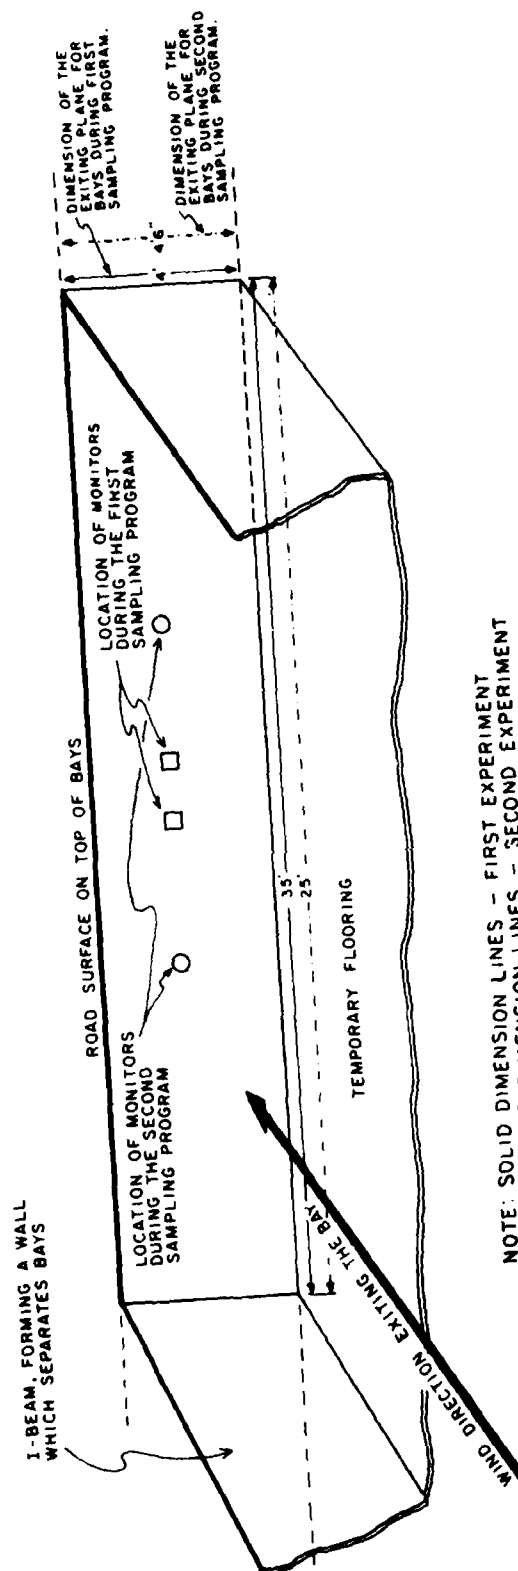 I-BEAM, FORMING A WALL
WHICH SEPARATES BAYS
ROAD SURFACE ON TOP OF BAYS
LOCATION OF MONITORS
DURING THE SECOND
SAMPLING PROGRAM
LOCATION OF MONITORS
DURING THE FIRST
SAMPLING PROGRAM
DIMENSION OF THE
EXITING PLANE FOR
BAYS DURING FIRST
SAMPLING PROGRAM.
4'
4'6"
DIMENSION OF THE
EXITING PLANE FOR
BAYS DURING SECOND
SAMPLING PROGRAM.
35'
25'
TEMPORARY FLOORING
WIND DIRECTION EXITING THE BAY
NOTE: SOLID DIMENSION LINES - FIRST EXPERIMENT
DIMENSION LINES - SECOND EXPERIMENT